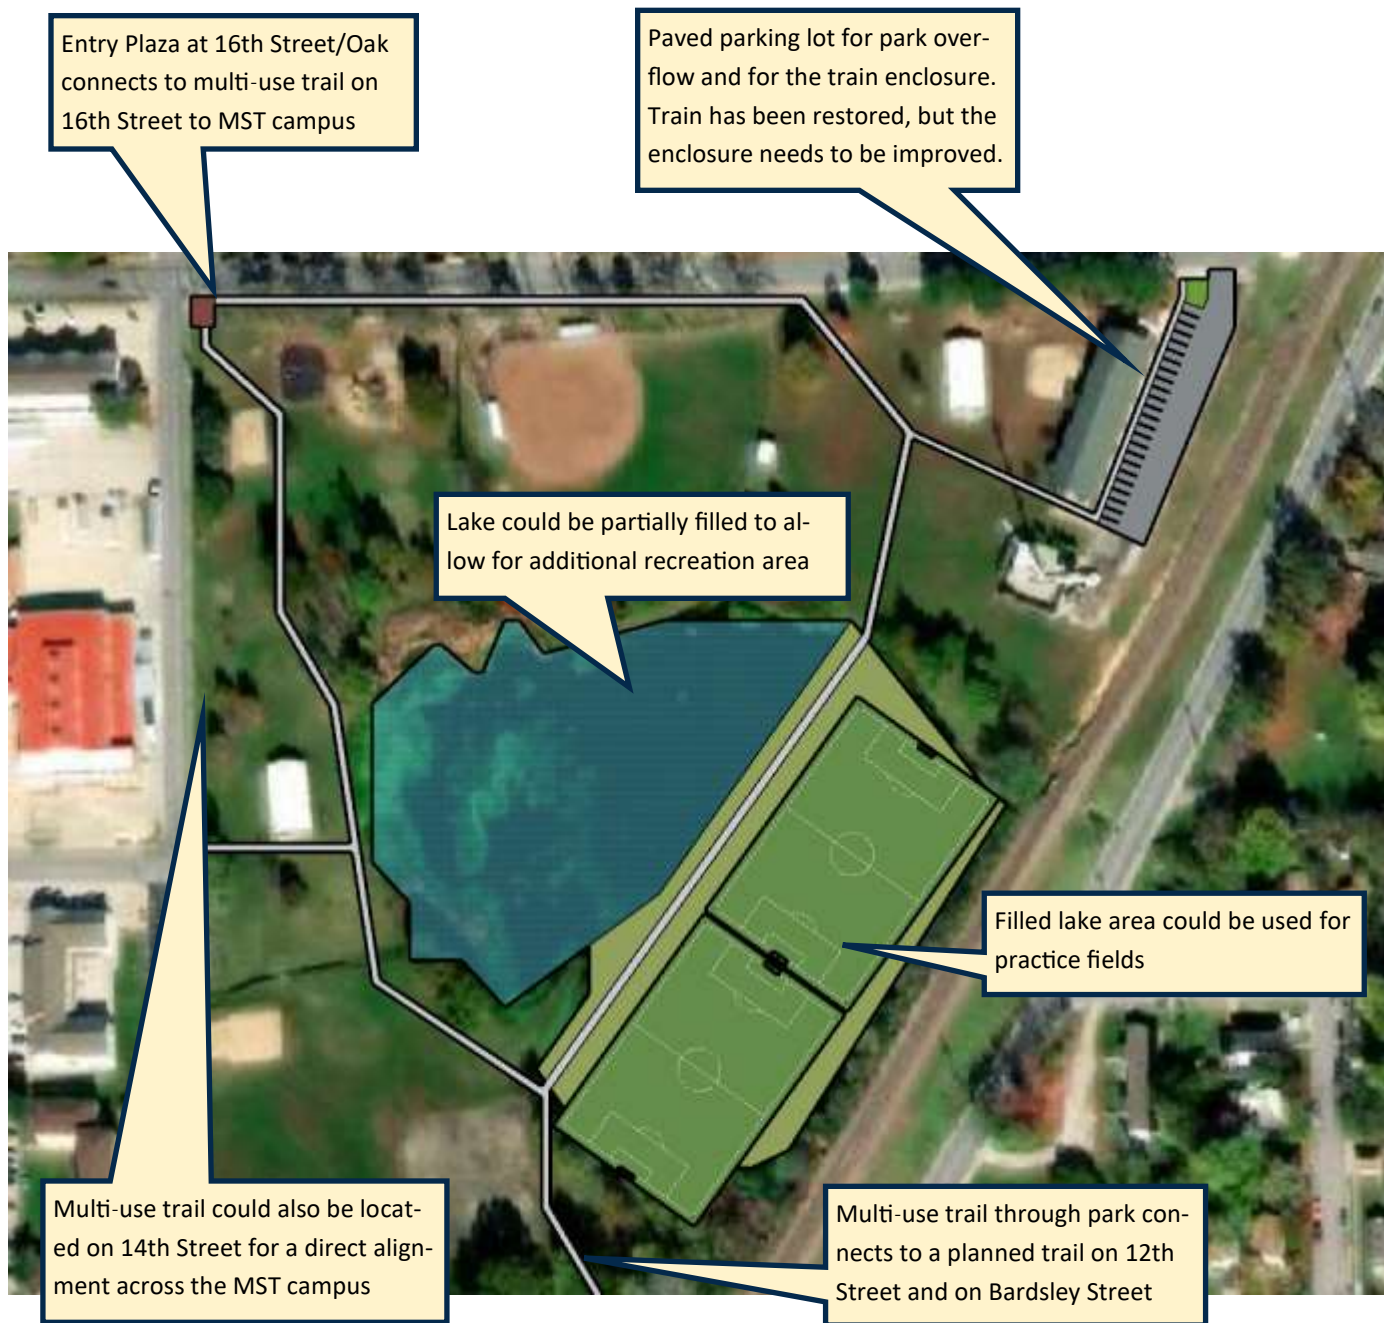 Entry Plaza at 16th Street/Oak
connects to multi-use trail on
16th Street to MST campus
Paved parking lot for park over-
flow and for the train enclosure.
Train has been restored, but the
enclosure needs to be improved.
Lake could be partially filled to al-
low for additional recreation area
Filled lake area could be used for
practice fields
Multi-use trail could also be locat-
ed on 14th Street for a direct align-
ment across the MST campus
Multi-use trail through park con-
nects to a planned trail on 12th
Street and on Bardsley Street